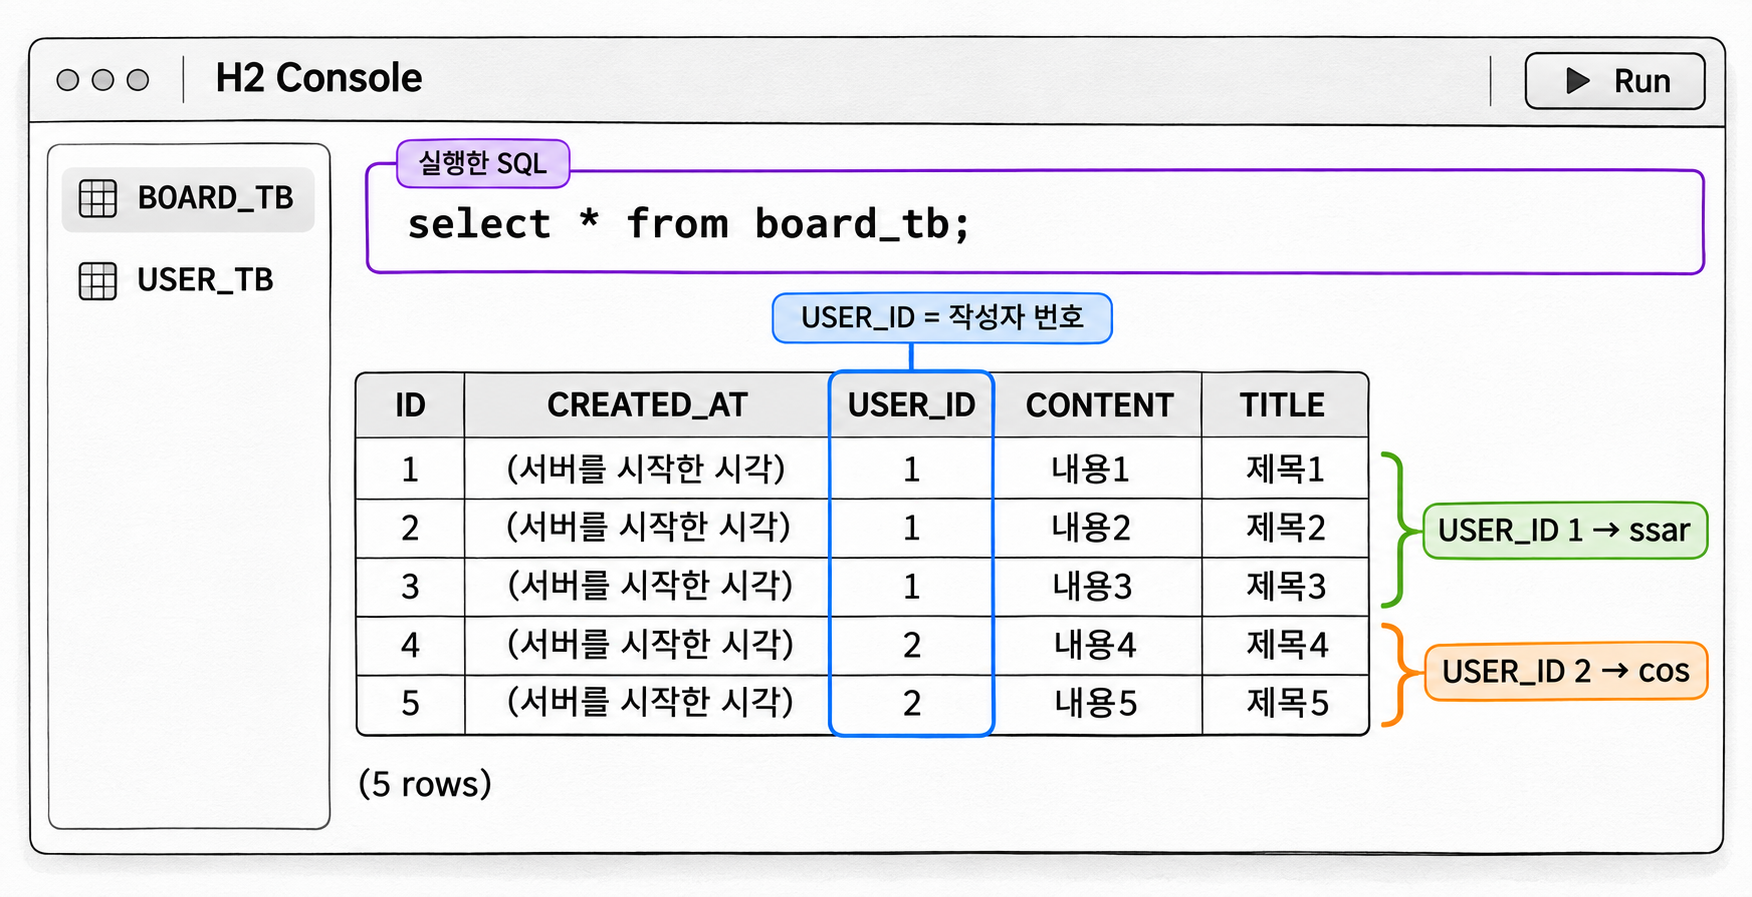 H2 Console
Run
BOARD_TB
USER_TB
실행한 SQL
select * from board_tb;
USER_ID = 작성자 번호
ID CREATED_AT USER_ID CONTENT TITLE
1 (서버를 시작한 시각) 1 내용1 제목1
2 (서버를 시작한 시각) 1 내용2 제목2
3 (서버를 시작한 시각) 1 내용3 제목3
4 (서버를 시작한 시각) 2 내용4 제목4
5 (서버를 시작한 시각) 2 내용5 제목5
USER_ID 1 → ssar
USER_ID 2 → cos
(5 rows)